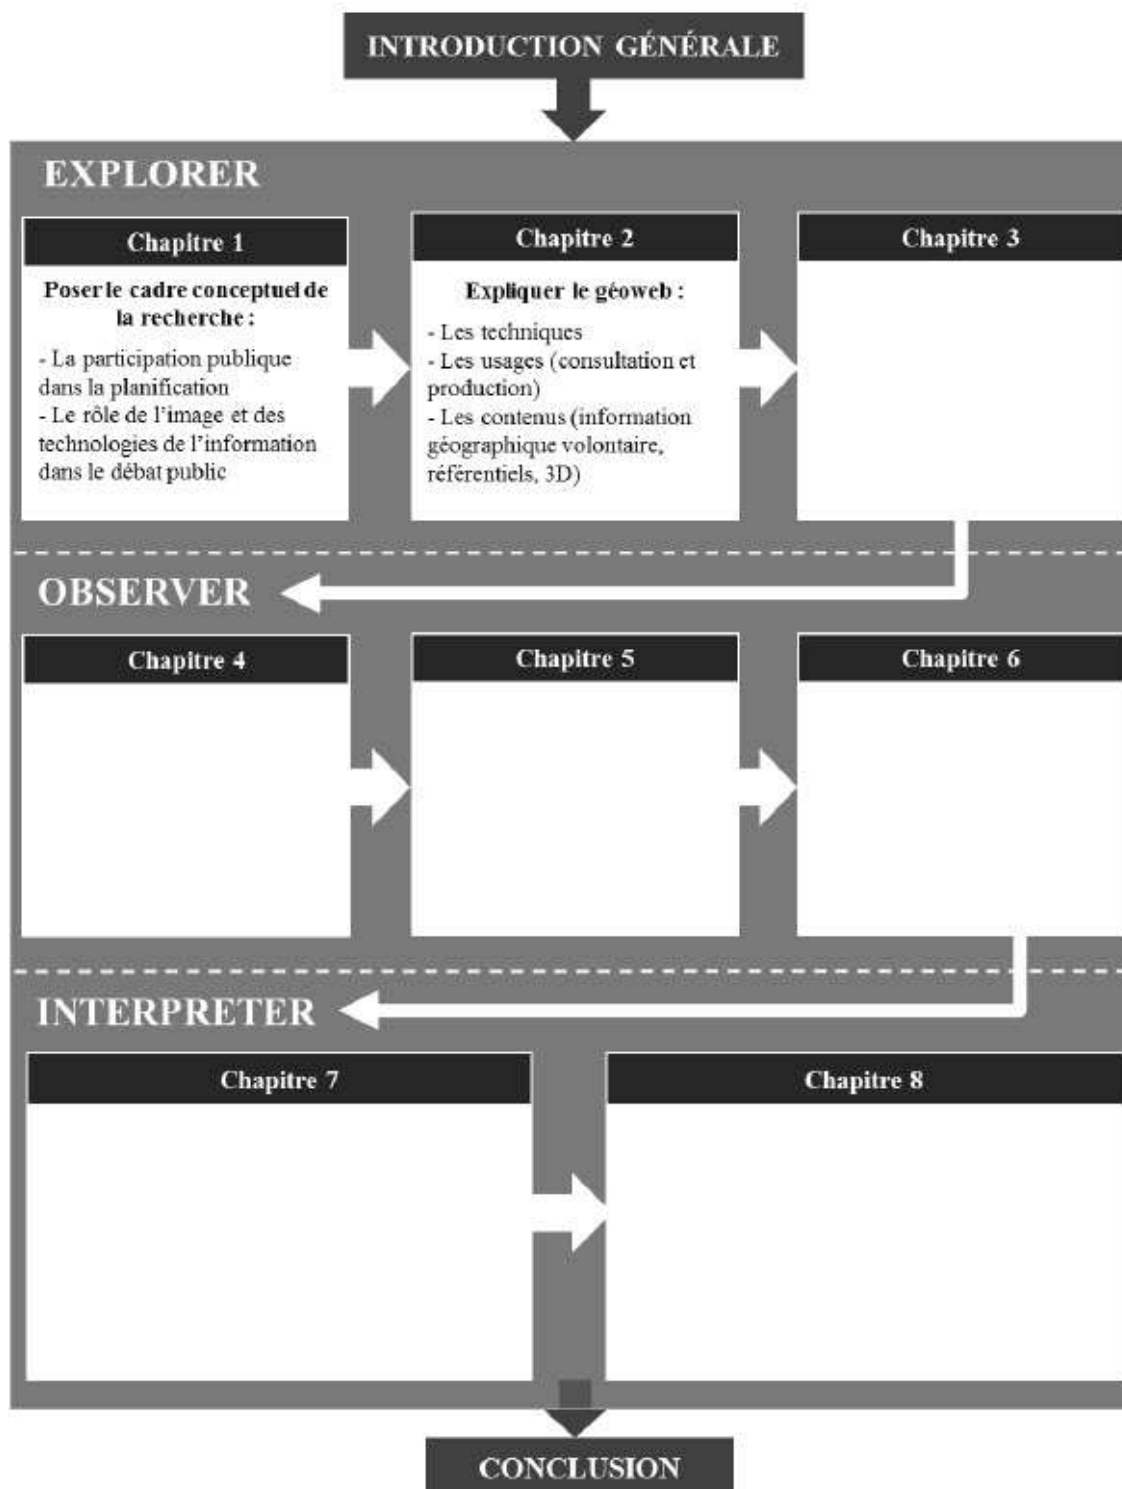 INTRODUCTION GÉNÉRALE
EXPLORER
Chapitre 1
Poser le cadre conceptuel de
la recherche :
- La participation publique
dans la planification
- Le rôle de l'image et des
technologies de l'information
dans le débat public
Chapitre 2
Expliquer le géoweb :
- Les techniques
- Les usages (consultation et
production)
- Les contenus (information
géographique volontaire,
référentiels, 3D)
Chapitre 3
OBSERVER
Chapitre 4
Chapitre 5
Chapitre 6
INTERPRETER
Chapitre 7
Chapitre 8
CONCLUSION